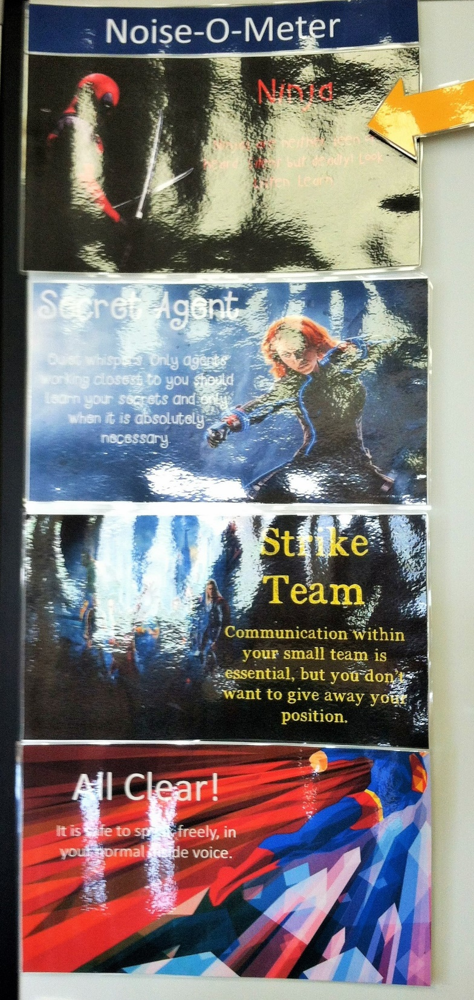 Noise-O-Meter
Ninja
Ninjas are neither seen or
heard. Silent but deadly! Look
Listen Learn
Secret Agent
Quiet whispers. Only agents
working closest to you should
learn your secrets and only
when it is absolutely
necessary
Strike
Team
Communication within
your small team is
essential, but you don't
want to give away your
position.
All Clear!
It is safe to speak freely, in
your normal inside voice.